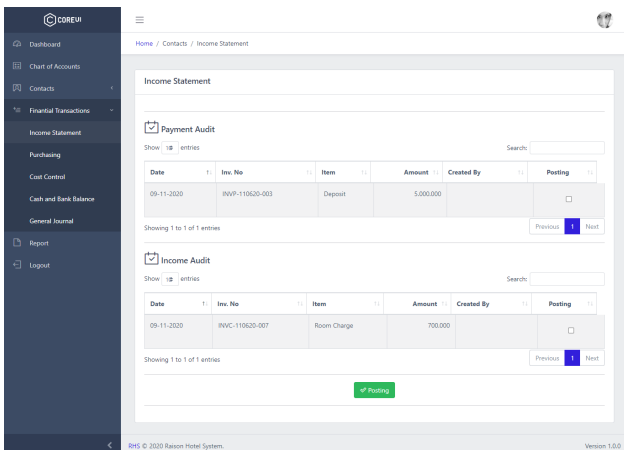 COREUI
Dashboard
Chart of Accounts
Contacts
Finantial Transactions
Income Statement
Purchasing
Cost Control
Cash and Bank Balance
General Journal
Report
Logout
Home / Contacts / Income Statement
Income Statement
Payment Audit
Show entries
Search:
Date Inv. No Item Amount Created By Posting
09-11-2020 INVP-110620-003 Deposit 5.000.000
Showing 1 to 1 of 1 entries
Previous 1 Next
Income Audit
Show entries
Search:
Date Inv. No Item Amount Created By Posting
09-11-2020 INVC-110620-007 Room Charge 700.000
Showing 1 to 1 of 1 entries
Previous 1 Next
Posting
RHS © 2020 Raison Hotel System.
Version 1.0.0